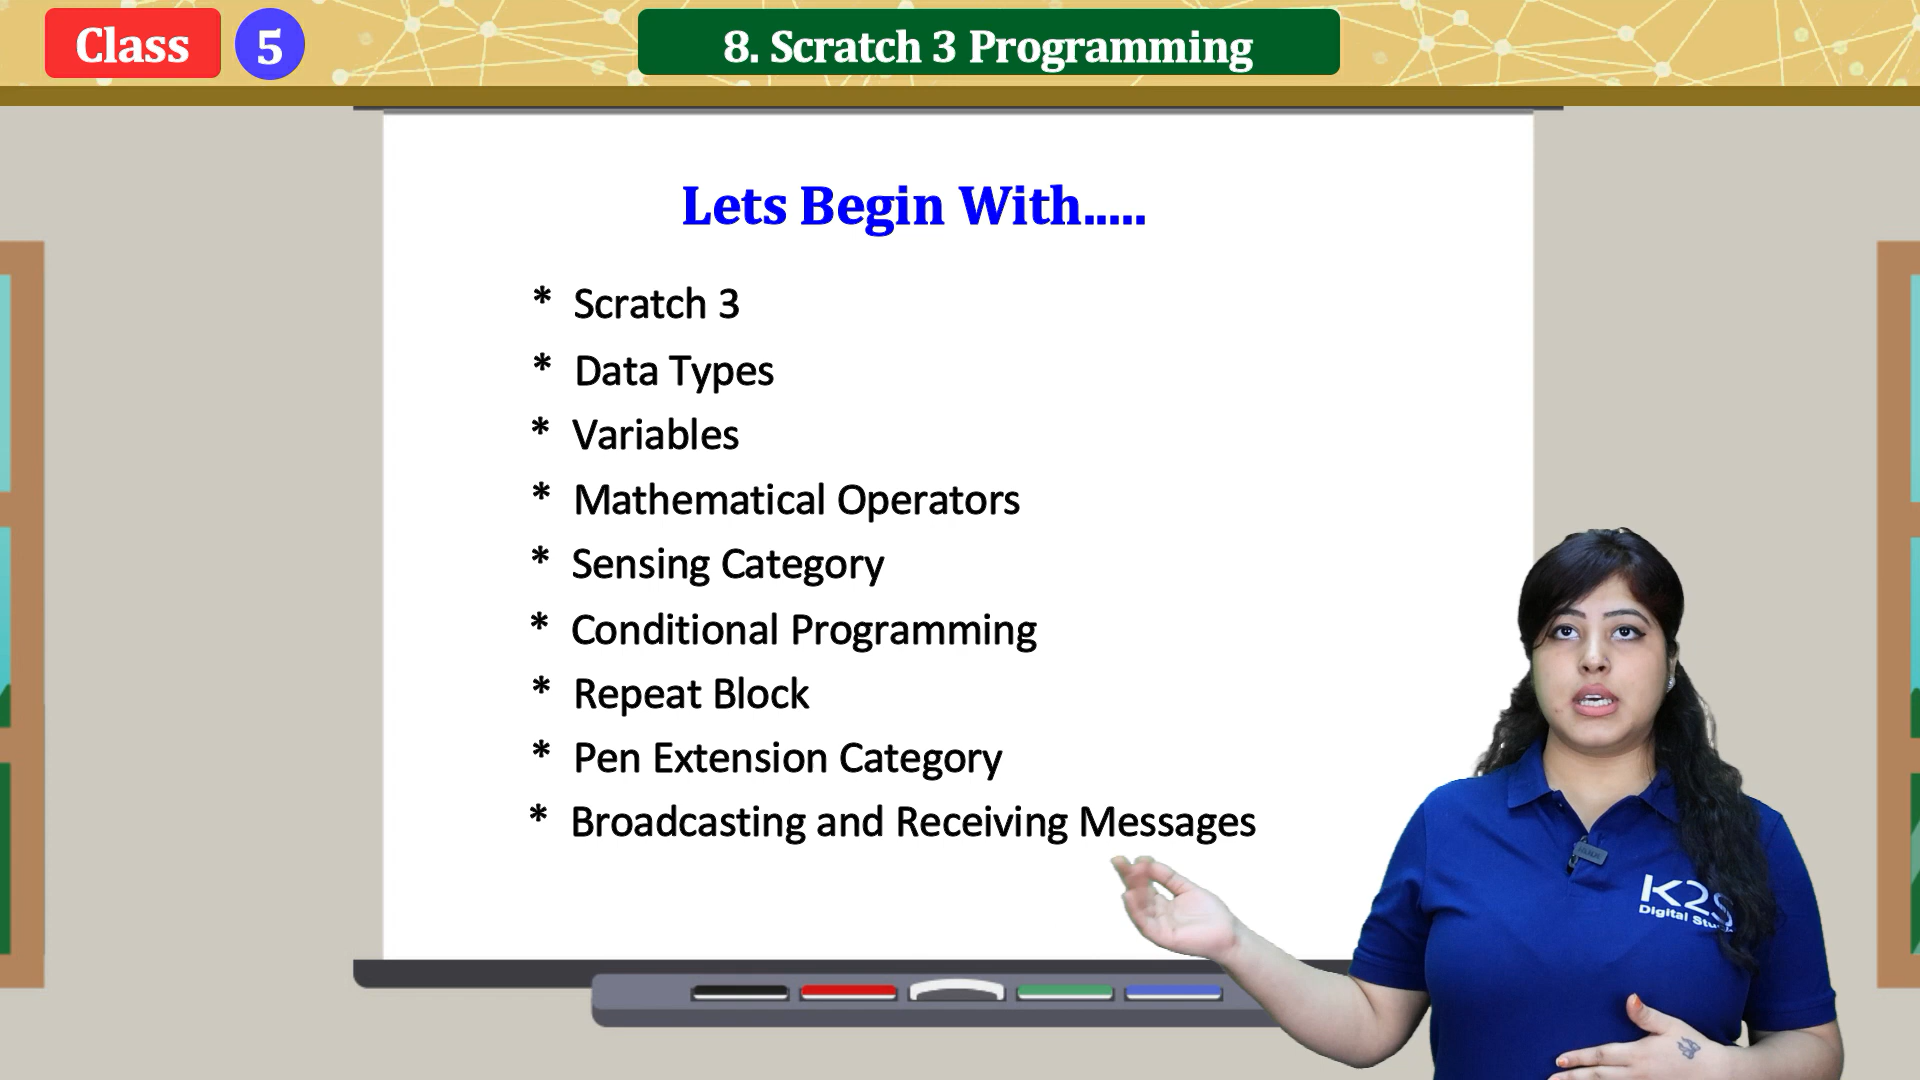 Class 5
8. Scratch 3 Programming
Lets Begin With.....
* Scratch 3
* Data Types
* Variables
* Mathematical Operators
* Sensing Category
* Conditional Programming
* Repeat Block
* Pen Extension Category
* Broadcasting and Receiving Messages
K2S
Digital